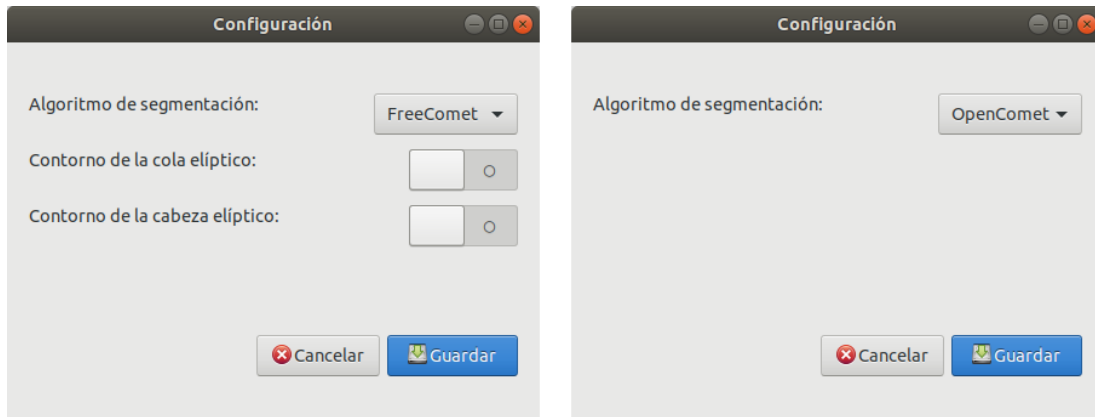 Configuración
Algoritmo de segmentación:
FreeComet
Contorno de la cola elíptico:
Contorno de la cabeza elíptico:
Cancelar
Guardar
Configuración
Algoritmo de segmentación:
OpenComet
Cancelar
Guardar